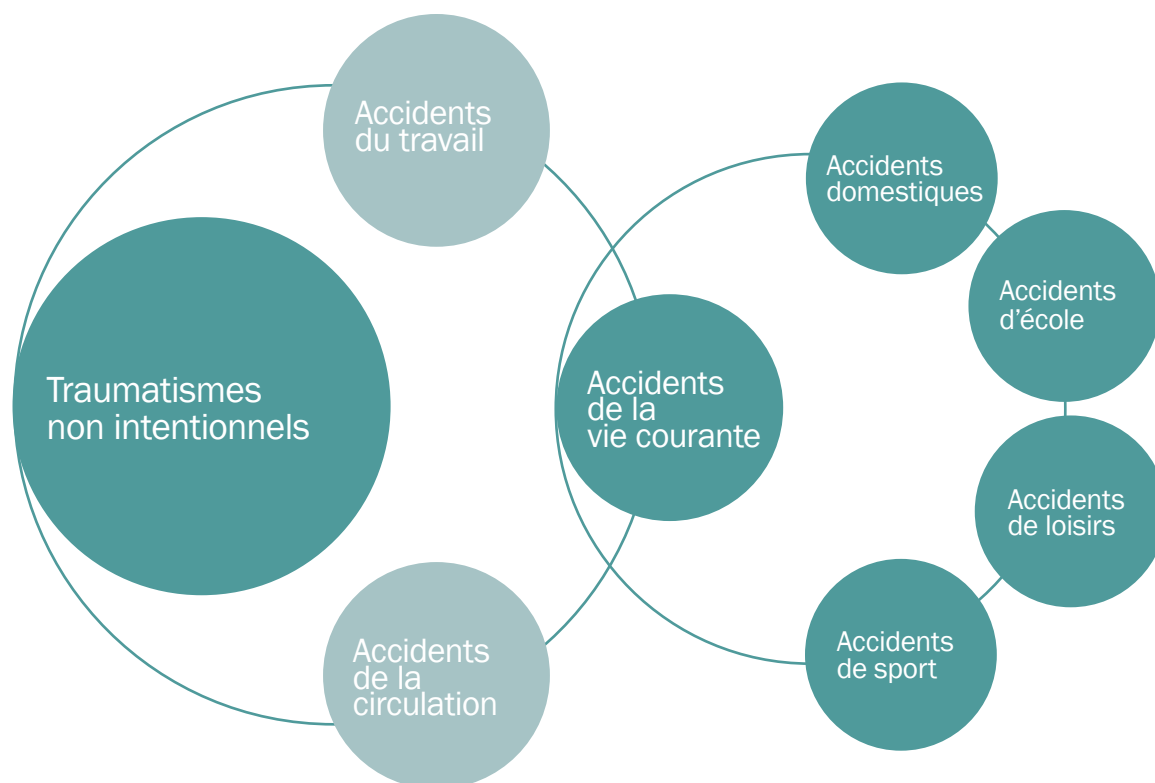 Accidents
du travail
Accidents
domestiques
Accidents
d'école
Traumatismes
non intentionnels
Accidents
de la
vie courante
Accidents
de loisirs
Accidents
de sport
Accidents
de la
circulation